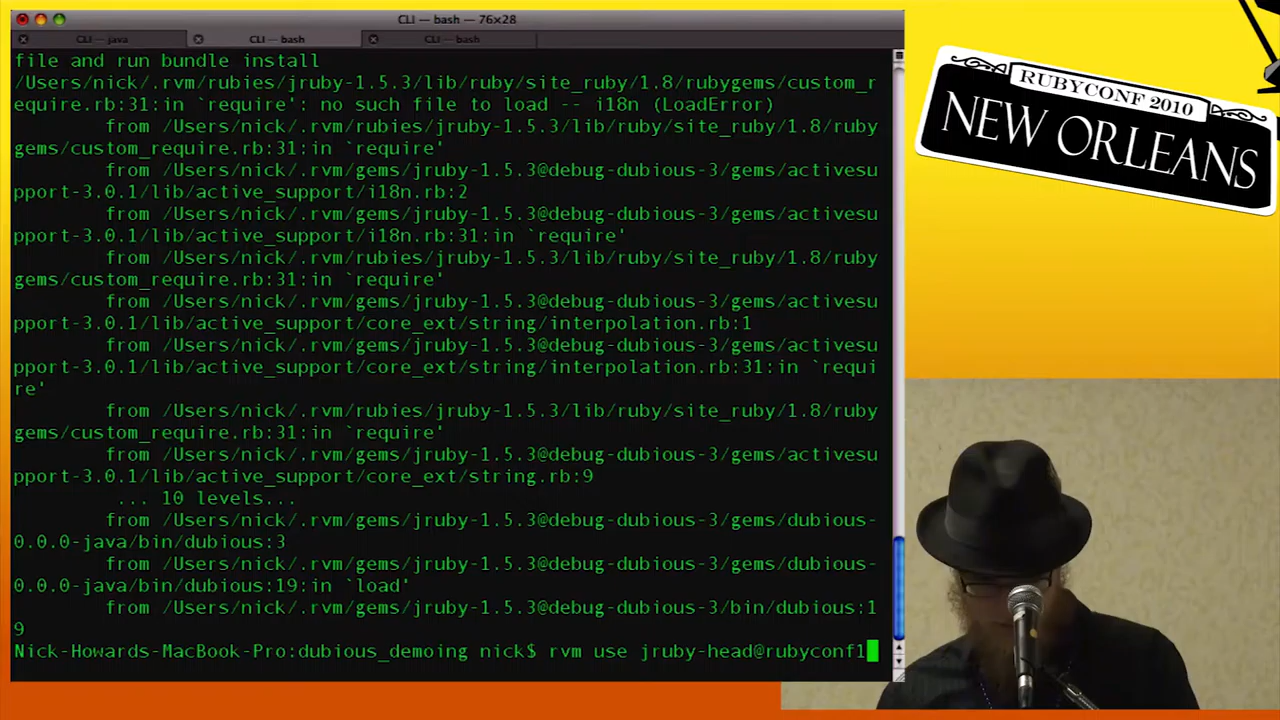 CLI — bash — 76×28
CLI — java
CLI — bash
CLI — bash
file and run bundle install
/Users/nick/.rvm/rubies/jruby-1.5.3/lib/ruby/site_ruby/1.8/rubygems/custom_r
equire.rb:31:in `require': no such file to load -- i18n (LoadError)
from /Users/nick/.rvm/rubies/jruby-1.5.3/lib/ruby/site_ruby/1.8/ruby
gems/custom_require.rb:31:in `require'
from /Users/nick/.rvm/gems/jruby-1.5.3@debug-dubious-3/gems/activesu
pport-3.0.1/lib/active_support/i18n.rb:2
from /Users/nick/.rvm/gems/jruby-1.5.3@debug-dubious-3/gems/activesu
pport-3.0.1/lib/active_support/i18n.rb:31:in `require'
from /Users/nick/.rvm/rubies/jruby-1.5.3/lib/ruby/site_ruby/1.8/ruby
gems/custom_require.rb:31:in `require'
from /Users/nick/.rvm/gems/jruby-1.5.3@debug-dubious-3/gems/activesu
pport-3.0.1/lib/active_support/core_ext/string/interpolation.rb:1
from /Users/nick/.rvm/gems/jruby-1.5.3@debug-dubious-3/gems/activesu
pport-3.0.1/lib/active_support/core_ext/string/interpolation.rb:31:in `requi
re'
from /Users/nick/.rvm/rubies/jruby-1.5.3/lib/ruby/site_ruby/1.8/ruby
gems/custom_require.rb:31:in `require'
from /Users/nick/.rvm/gems/jruby-1.5.3@debug-dubious-3/gems/activesu
pport-3.0.1/lib/active_support/core_ext/string.rb:9
... 10 levels...
from /Users/nick/.rvm/gems/jruby-1.5.3@debug-dubious-3/gems/dubious-
0.0.0-java/bin/dubious:3
from /Users/nick/.rvm/gems/jruby-1.5.3@debug-dubious-3/gems/dubious-
0.0.0-java/bin/dubious:19:in `load'
from /Users/nick/.rvm/gems/jruby-1.5.3@debug-dubious-3/bin/dubious:1
9
Nick-Howards-MacBook-Pro:dubious_demoing nick$ rvm use jruby-head@rubyconf1
RUBYCONF 2010
NEW ORLEANS